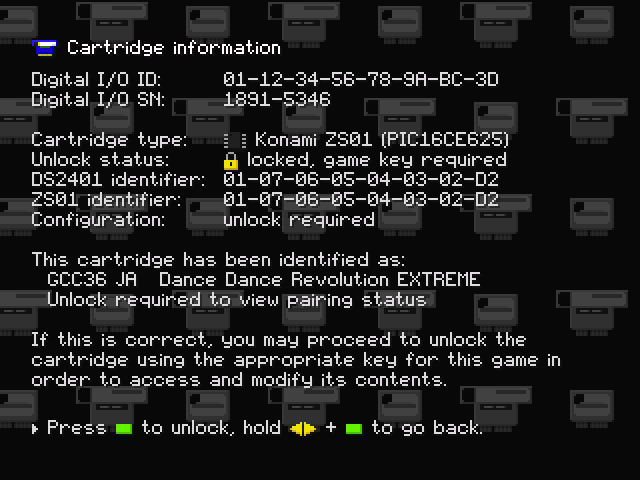 Cartridge information
Digital I/O ID: 01-12-34-56-78-9A-BC-3D
Digital I/O SN: 1891-5346
Cartridge type: Konami ZS01 (PIC16CE625)
Unlock status: locked, game key required
DS2401 identifier: 01-07-06-05-04-03-02-D2
ZS01 identifier: 01-07-06-05-04-03-02-D2
Configuration: unlock required
This cartridge has been identified as:
GCC36 JA Dance Dance Revolution EXTREME
Unlock required to view pairing status
If this is correct, you may proceed to unlock the
cartridge using the appropriate key for this game in
order to access and modify its contents.
Press to unlock, hold + to go back.